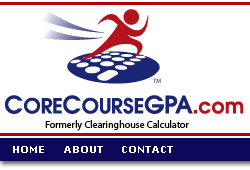 TM
CORECOURSEGPA.com
Formerly Clearinghouse Calculator
HOME ABOUT CONTACT